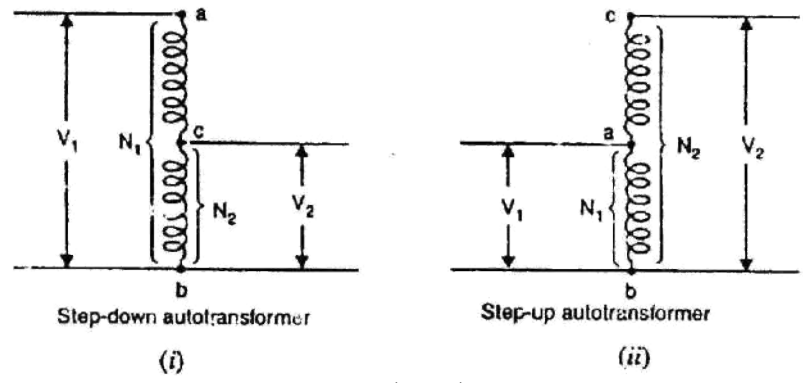 a
V1
N1
c
N2
V2
b
Step-down autotransformer
(i)
c
a
N2
V2
V1
N1
b
Step-up autotransformer
(ii)